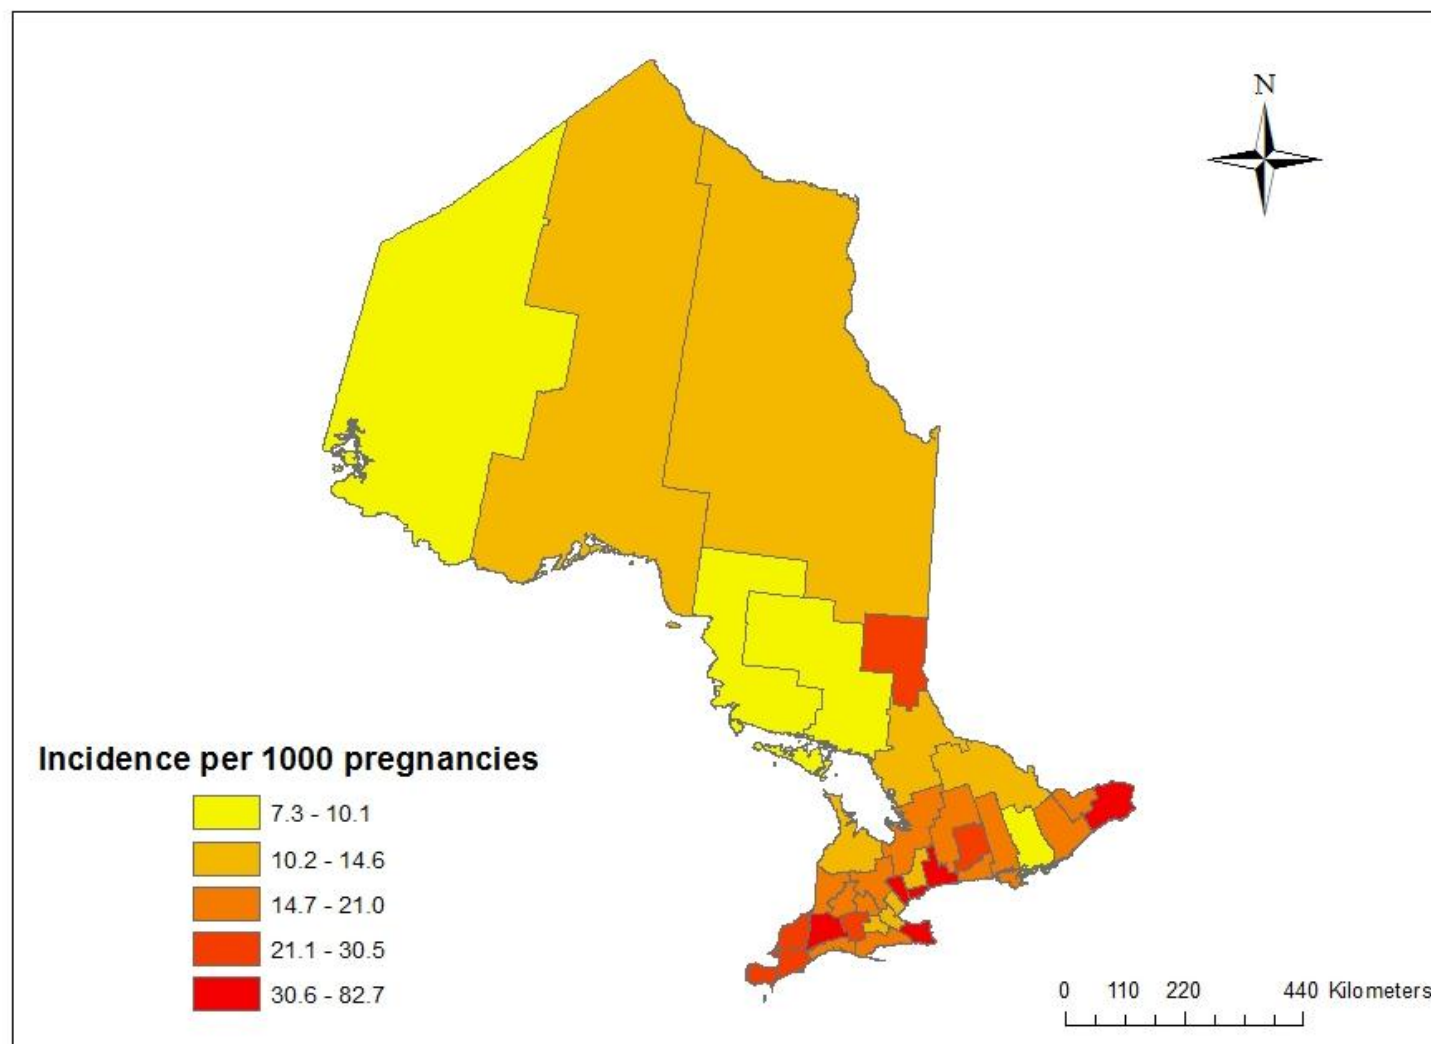 N
Incidence per 1000 pregnancies
7.3 - 10.1
10.2 - 14.6
14.7 - 21.0
21.1 - 30.5
30.6 - 82.7
0 110 220 440 Kilometers